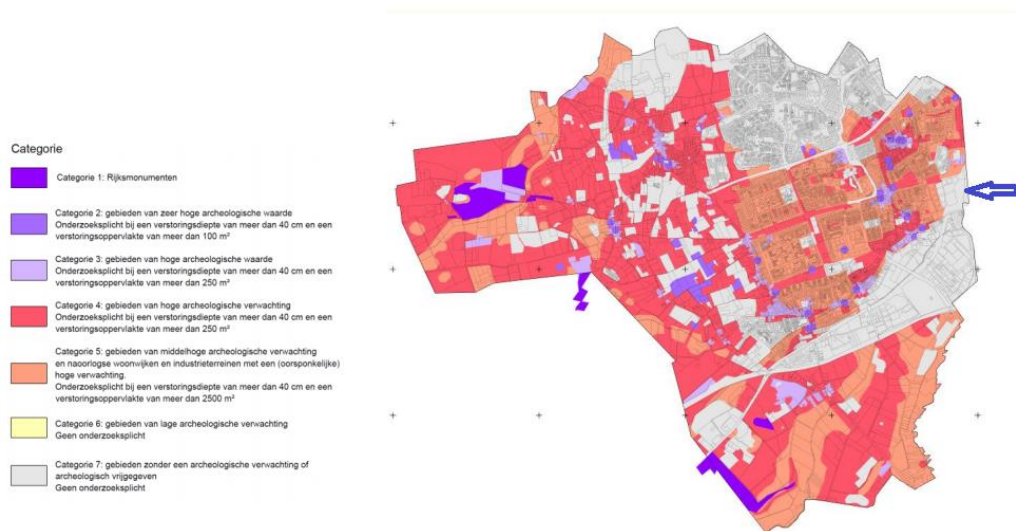 Categorie
Categorie 1: Rijksmonumenten
Categorie 2: gebieden van zeer hoge archeologische waarde
Onderzoeksplicht bij een verstoringsdiepte van meer dan 40 cm en een
verstoringsoppervlakte van meer dan 100 m²
Categorie 3: gebieden van hoge archeologische waarde
Onderzoeksplicht bij een verstoringsdiepte van meer dan 40 cm en een
verstoringsoppervlakte van meer dan 250 m²
Categorie 4: gebieden van hoge archeologische verwachting
Onderzoeksplicht bij een verstoringsdiepte van meer dan 40 cm en een
verstoringsoppervlakte van meer dan 250 m²
Categorie 5: gebieden van middelhoge archeologische verwachting
en naoorlogse woonwijken en industrieterreinen met een (oorsponkelijke)
hoge verwachting.
Onderzoeksplicht bij een verstoringsdiepte van meer dan 40 cm en een
verstoringsoppervlakte van meer dan 2500 m²
Categorie 6: gebieden van lage archeologische verwachting
Geen onderzoeksplicht
Categorie 7: gebieden zonder een archeologische verwachting of
archeologisch vrijgegeven
Geen onderzoeksplicht